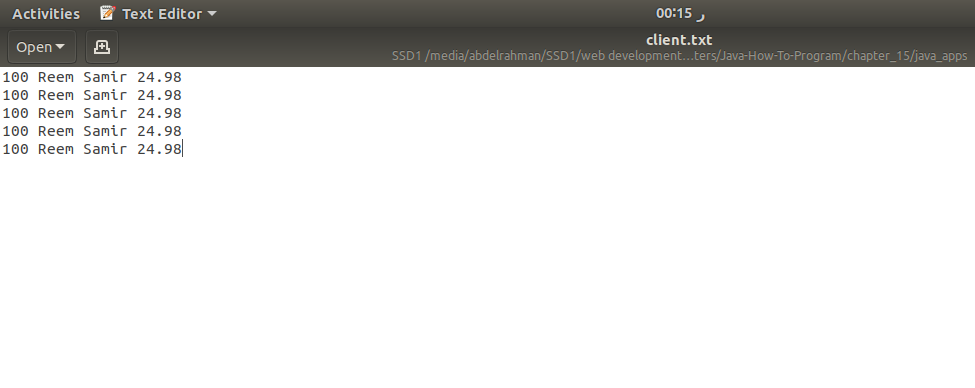 Activities Text Editor 00:15 ر
Open client.txt
SSD1 /media/abdelrahman/SSD1/web development...ters/Java-How-To-Program/chapter_15/java_apps
100 Reem Samir 24.98
100 Reem Samir 24.98
100 Reem Samir 24.98
100 Reem Samir 24.98
100 Reem Samir 24.98